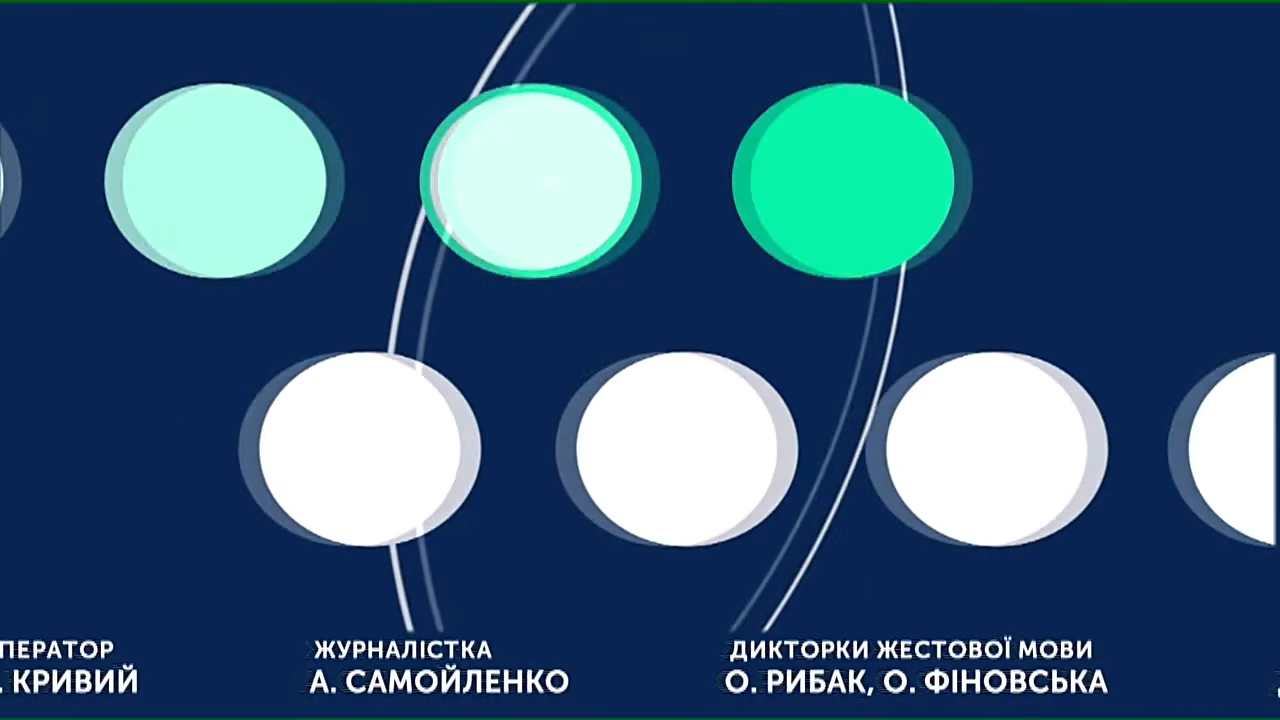 ПЕРАТОР
. КРИВИЙ
ЖУРНАЛІСТКА
А. САМОЙЛЕНКО
ДИКТОРКИ ЖЕСТОВОЇ МОВИ
О. РИБАК, О. ФІНОВСЬКА